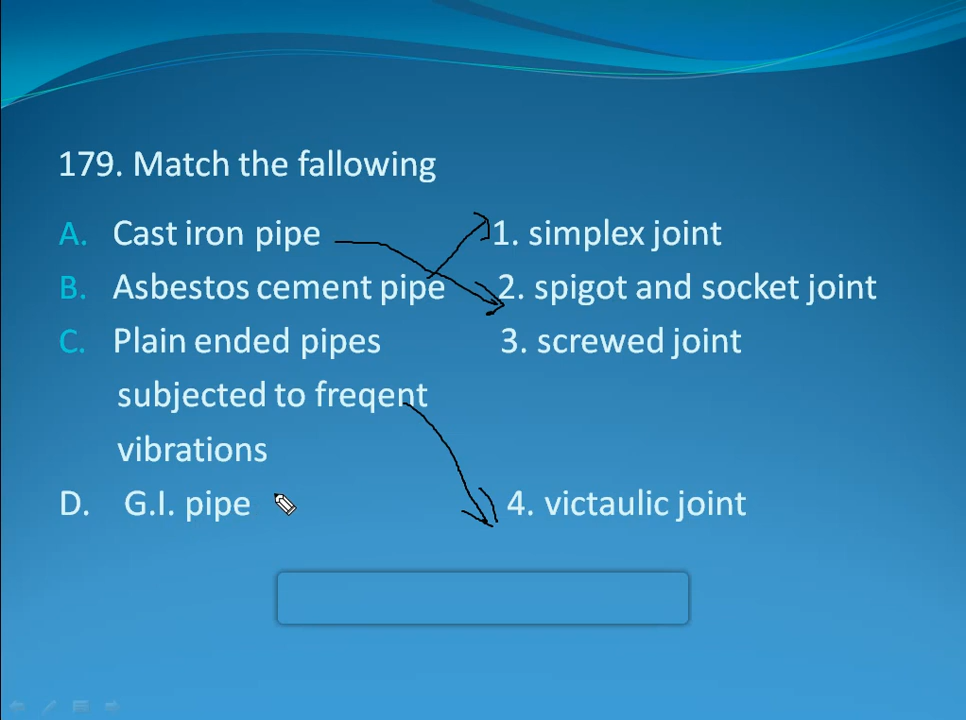 179. Match the fallowing
A. Cast iron pipe 1. simplex joint
B. Asbestos cement pipe 2. spigot and socket joint
C. Plain ended pipes 3. screwed joint
subjected to freqent
vibrations
D. G.I. pipe 4. victaulic joint